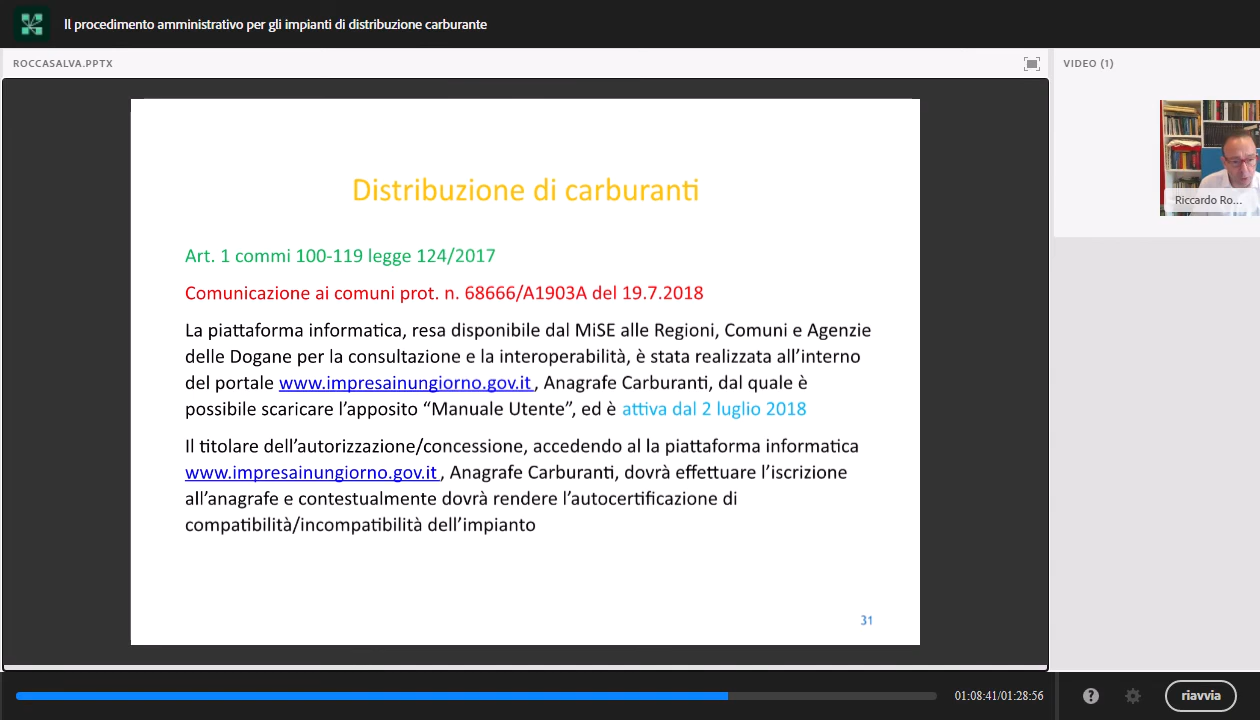 Il procedimento amministrativo per gli impianti di distribuzione carburante
ROCCASALVA.PPTX
VIDEO (1)
Distribuzione di carburanti
Art. 1 commi 100-119 legge 124/2017
Comunicazione ai comuni prot. n. 68666/A1903A del 19.7.2018
La piattaforma informatica, resa disponibile dal MiSE alle Regioni, Comuni e Agenzie
delle Dogane per la consultazione e la interoperabilità, è stata realizzata all’interno
del portale www.impresainungiorno.gov.it , Anagrafe Carburanti, dal quale è
possibile scaricare l’apposito “Manuale Utente”, ed è attiva dal 2 luglio 2018
Il titolare dell’autorizzazione/concessione, accedendo al la piattaforma informatica
www.impresainungiorno.gov.it , Anagrafe Carburanti, dovrà effettuare l’iscrizione
all’anagrafe e contestualmente dovrà rendere l’autocertificazione di
compatibilità/incompatibilità dell’impianto
31
Riccardo Ro...
01:08:41/01:28:56
?
riavvia